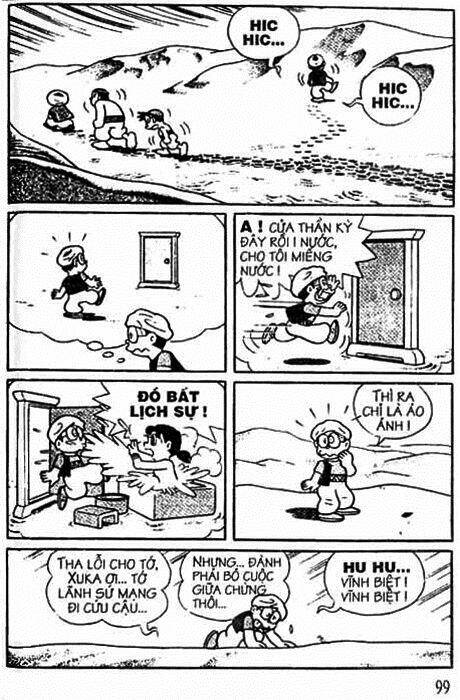 HIC
HIC...
HIC
HIC...
A ! CỬA THẦN KỲ
ĐÂY RỒI ! NƯỚC,
CHO TÔI MIẾNG
NƯỚC !
ĐÓ BẤT
LỊCH SỰ !
THÌ RA
CHỈ LÀ ẢO
ẢNH !
THA LỖI CHO TỚ,
XUKA ƠI... TỚ
LÃNH SỨ MẠNG
ĐI CỨU CẬU...
NHƯNG... ĐÀNH
PHẢI BỎ CUỘC
GIỮA CHỪNG
THÔI...
HU HU...
VĨNH BIỆT !
VĨNH BIỆT !
99